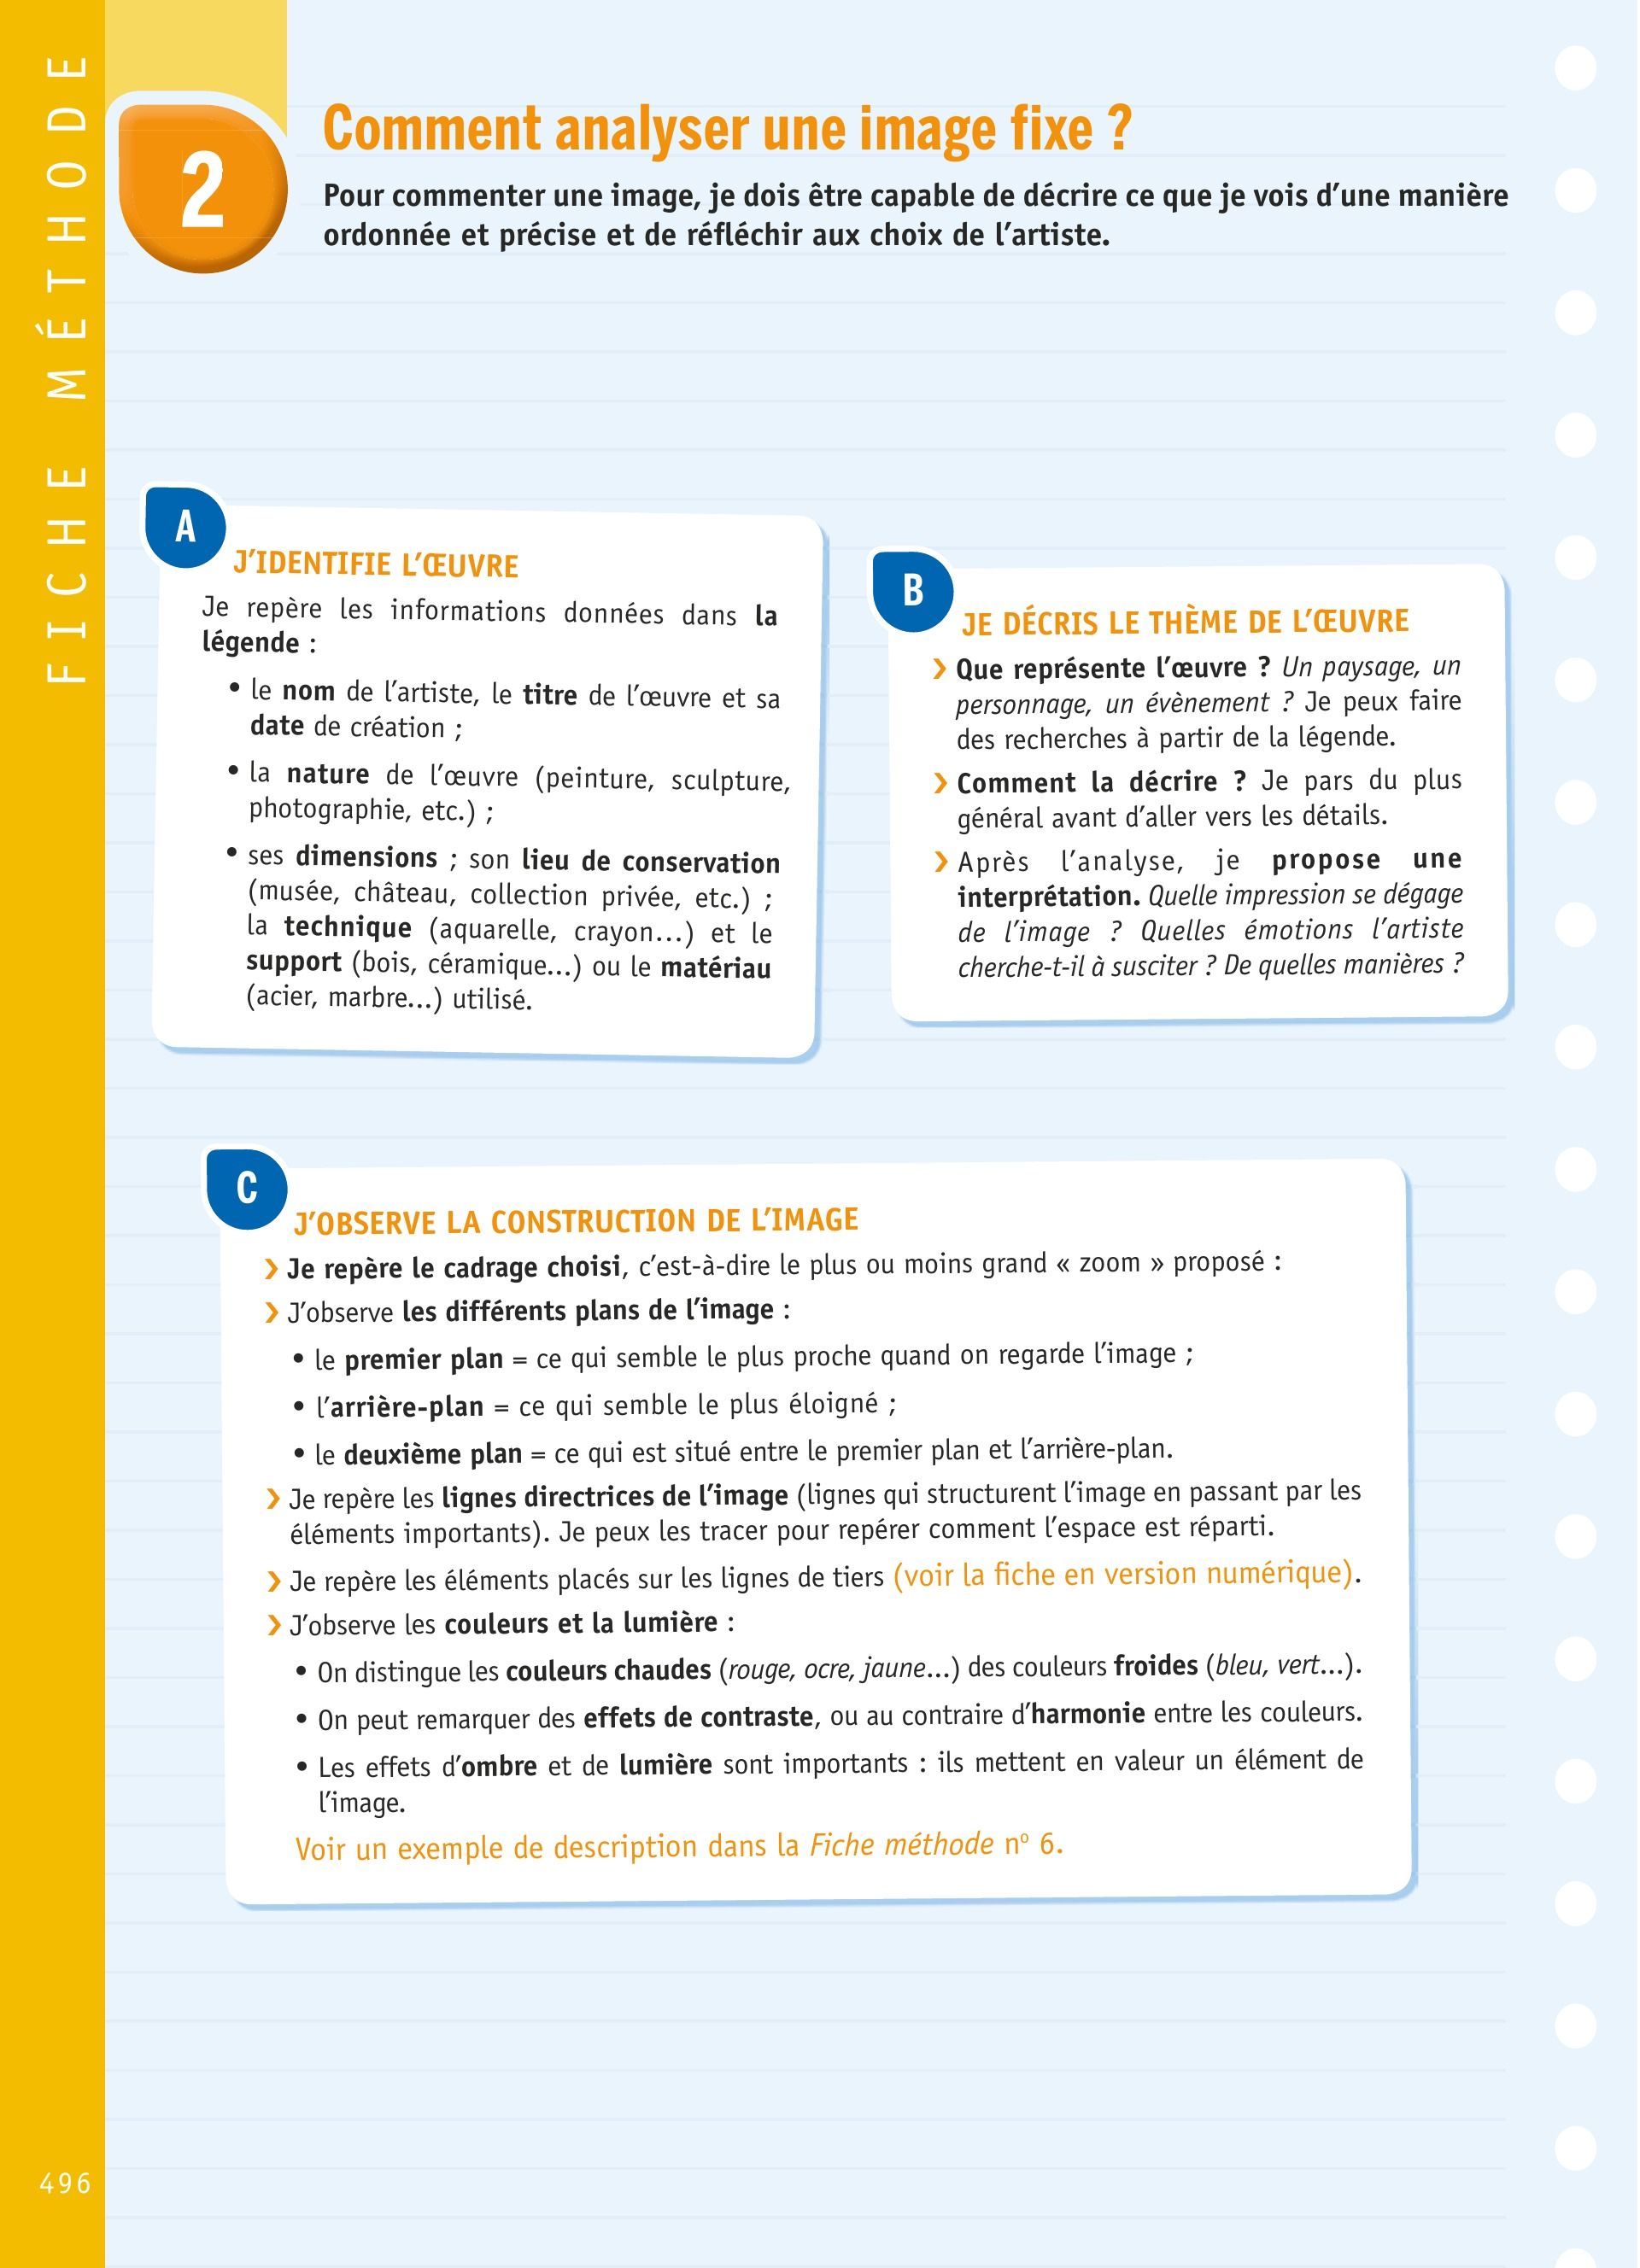 FICHE MÉTHODE
2
Comment analyser une image fixe ?
Pour commenter une image, je dois être capable de décrire ce que je vois d’une manière
ordonnée et précise et de réfléchir aux choix de l’artiste.
A
J’IDENTIFIE L’ŒUVRE
Je repère les informations données dans la
légende :
• le nom de l’artiste, le titre de l’œuvre et sa
date de création ;
• la nature de l’œuvre (peinture, sculpture,
photographie, etc.) ;
• ses dimensions ; son lieu de conservation
(musée, château, collection privée, etc.) ;
la technique (aquarelle, crayon…) et le
support (bois, céramique…) ou le matériau
(acier, marbre…) utilisé.
B
JE DÉCRIS LE THÈME DE L’ŒUVRE
❯ Que représente l’œuvre ? Un paysage, un
personnage, un évènement ? Je peux faire
des recherches à partir de la légende.
❯ Comment la décrire ? Je pars du plus
général avant d’aller vers les détails.
❯ Après l’analyse, je propose une
interprétation. Quelle impression se dégage
de l’image ? Quelles émotions l’artiste
cherche-t-il à susciter ? De quelles manières ?
C
J’OBSERVE LA CONSTRUCTION DE L’IMAGE
❯ Je repère le cadrage choisi, c’est-à-dire le plus ou moins grand « zoom » proposé :
❯ J’observe les différents plans de l’image :
• le premier plan = ce qui semble le plus proche quand on regarde l’image ;
• l’arrière-plan = ce qui semble le plus éloigné ;
• le deuxième plan = ce qui est situé entre le premier plan et l’arrière-plan.
❯ Je repère les lignes directrices de l’image (lignes qui structurent l’image en passant par les
éléments importants). Je peux les tracer pour repérer comment l’espace est réparti.
❯ Je repère les éléments placés sur les lignes de tiers (voir la fiche en version numérique).
❯ J’observe les couleurs et la lumière :
• On distingue les couleurs chaudes (rouge, ocre, jaune…) des couleurs froides (bleu, vert…).
• On peut remarquer des effets de contraste, ou au contraire d’harmonie entre les couleurs.
• Les effets d’ombre et de lumière sont importants : ils mettent en valeur un élément de
l’image.
Voir un exemple de description dans la Fiche méthode nº 6.
496